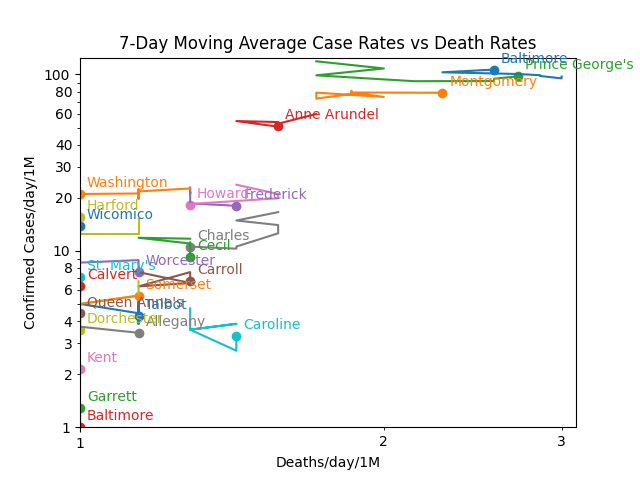 7-Day Moving Average Case Rates vs Death Rates
Baltimore
Prince George's
Montgomery
Anne Arundel
Washington
Howard
Frederick
Harford
Wicomico
Charles
Cecil
Worcester
St. Mary's
Carroll
Calvert
Somerset
Queen Anne's
Talbot
Dorchester
Allegany
Caroline
Kent
Garrett
Baltimore
100
80
60
40
30
20
10
8
6
4
3
2
1
Confirmed Cases/day/1M
1
2
3
Deaths/day/1M